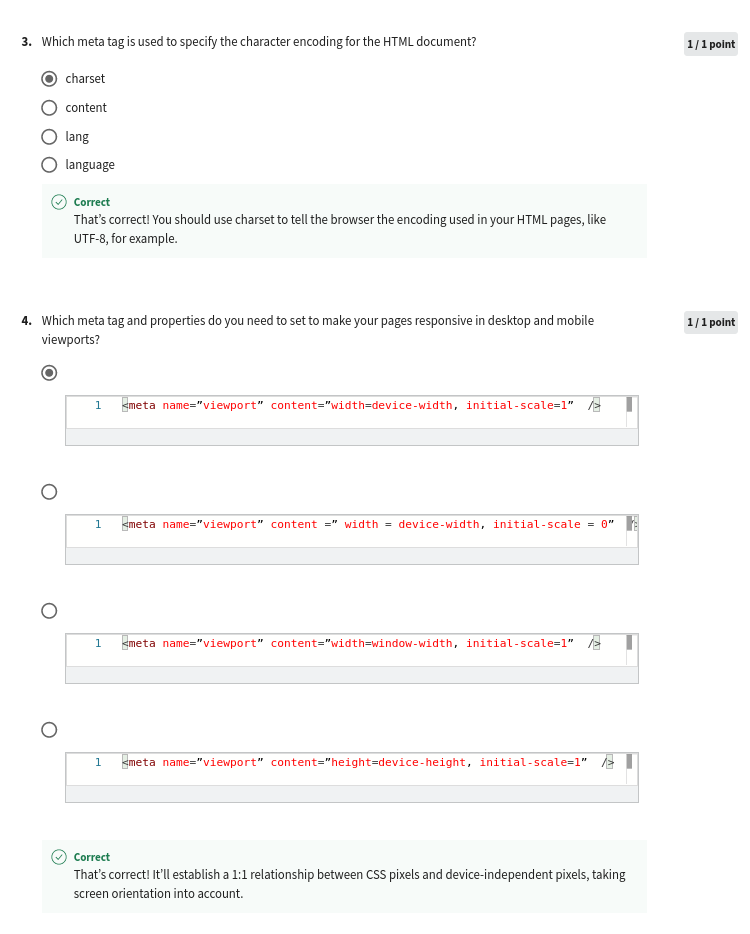 3. Which meta tag is used to specify the character encoding for the HTML document?
1 / 1 point
charset
content
lang
language
Correct
That’s correct! You should use charset to tell the browser the encoding used in your HTML pages, like
UTF-8, for example.
4. Which meta tag and properties do you need to set to make your pages responsive in desktop and mobile
viewports?
1 / 1 point
1 <meta name=”viewport” content=”width=device-width, initial-scale=1” />
1 <meta name=”viewport” content =” width = device-width, initial-scale = 0” />
1 <meta name=”viewport” content=”width=window-width, initial-scale=1” />
1 <meta name=”viewport” content=”height=device-height, initial-scale=1” />
Correct
That’s correct! It’ll establish a 1:1 relationship between CSS pixels and device-independent pixels, taking
screen orientation into account.